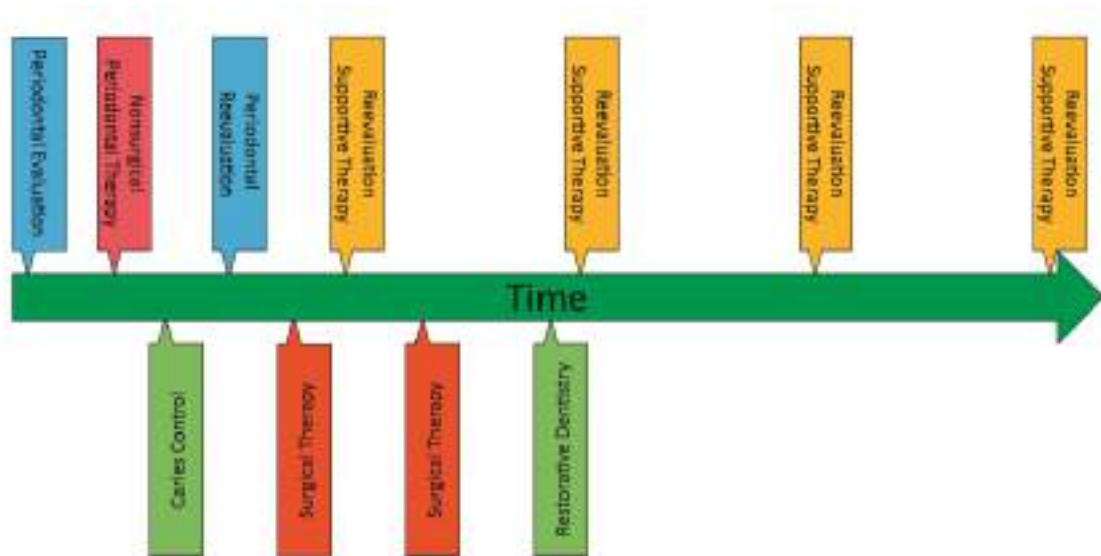 Periodontal Evaluation
Nonsurgical
Periodontal Therapy
Periodontal
Reevaluation
Reevaluation
Supportive Therapy
Reevaluation
Supportive Therapy
Reevaluation
Supportive Therapy
Reevaluation
Supportive Therapy
Time
Caries Control
Surgical Therapy
Surgical Therapy
Restorative Dentistry